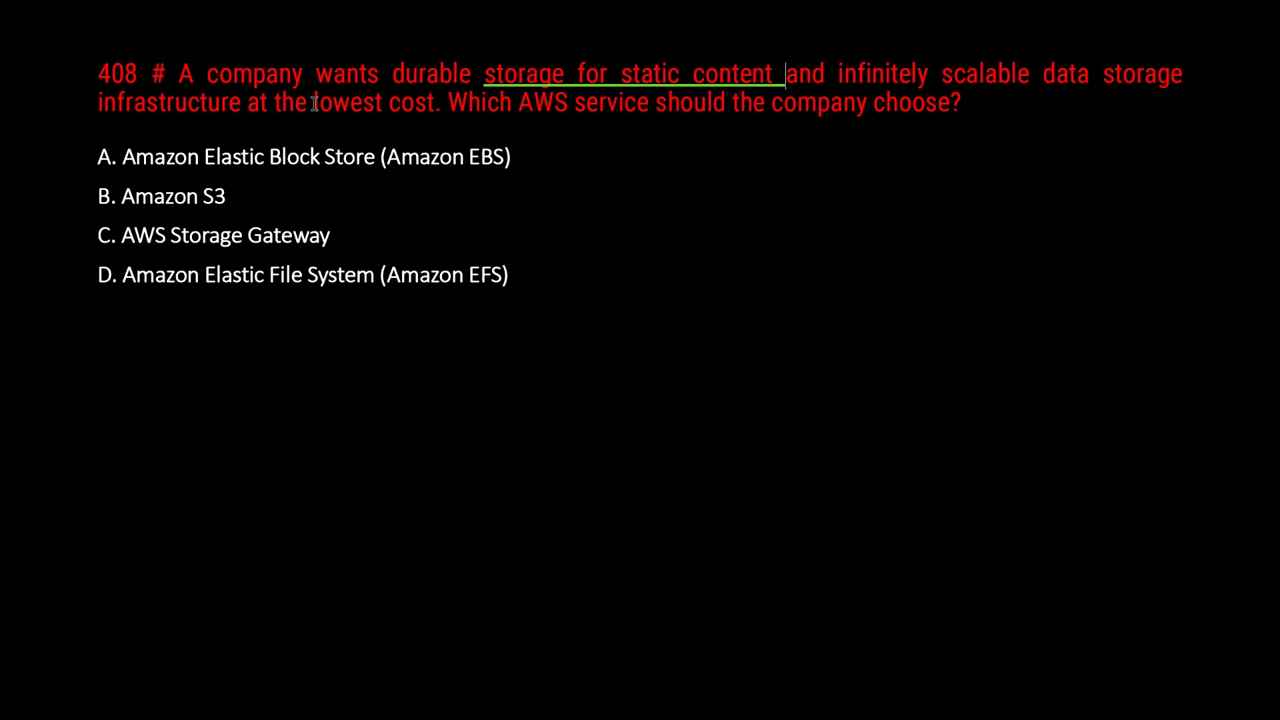 408 # A company wants durable storage for static content and infinitely scalable data storage
infrastructure at the lowest cost. Which AWS service should the company choose?
A. Amazon Elastic Block Store (Amazon EBS)
B. Amazon S3
C. AWS Storage Gateway
D. Amazon Elastic File System (Amazon EFS)